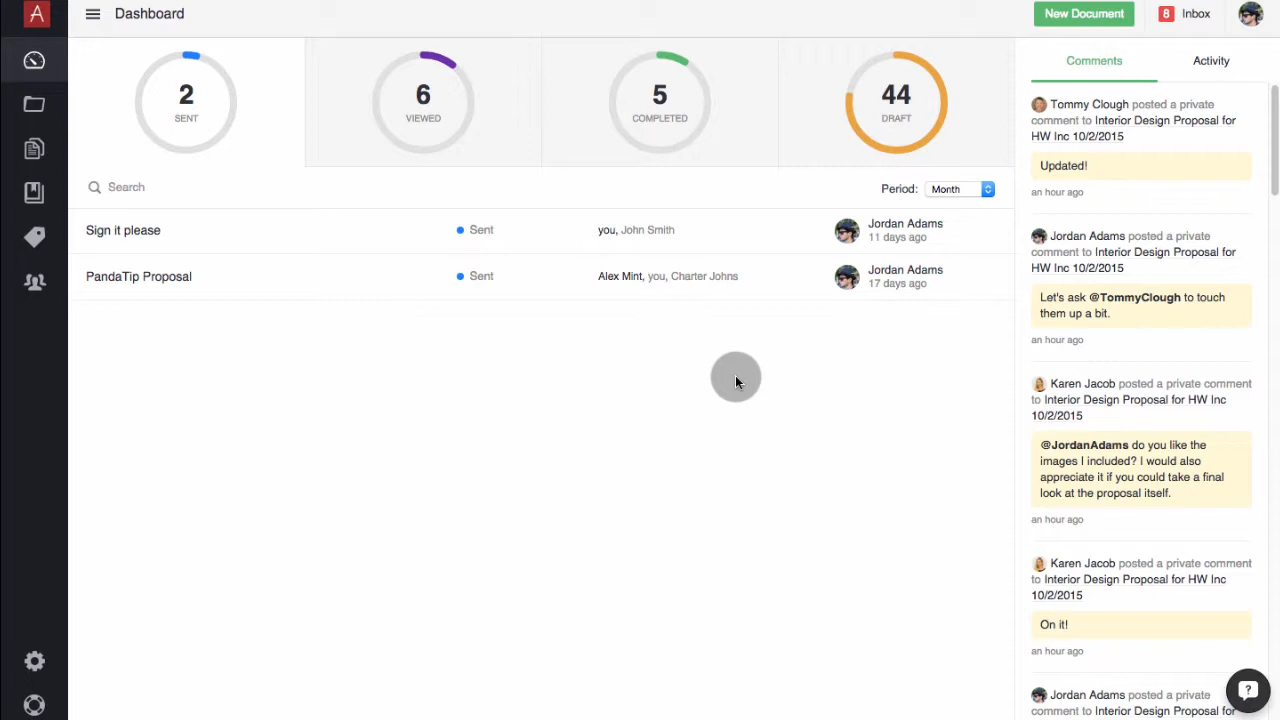 A
Dashboard
New Document
8 Inbox
2
SENT
6
VIEWED
5
COMPLETED
44
DRAFT
Search
Period: Month
Sign it please
Sent
you, John Smith
Jordan Adams
11 days ago
PandaTip Proposal
Sent
Alex Mint, you, Charter Johns
Jordan Adams
17 days ago
Comments
Activity
Tommy Clough posted a private
comment to Interior Design Proposal for
HW Inc 10/2/2015
Updated!
an hour ago
Jordan Adams posted a private
comment to Interior Design Proposal for
HW Inc 10/2/2015
Let's ask @TommyClough to touch
them up a bit.
an hour ago
Karen Jacob posted a private comment
to Interior Design Proposal for HW Inc
10/2/2015
@JordanAdams do you like the
images I included? I would also
appreciate it if you could take a final
look at the proposal itself.
an hour ago
Karen Jacob posted a private comment
to Interior Design Proposal for HW Inc
10/2/2015
On it!
an hour ago
Jordan Adams posted a private
comment to Interior Design Proposal for
?